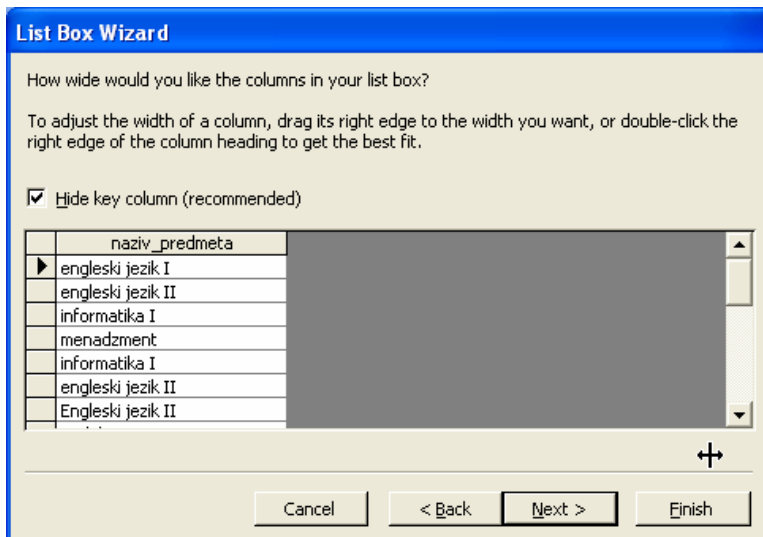 List Box Wizard
How wide would you like the columns in your list box?
To adjust the width of a column, drag its right edge to the width you want, or double-click the
right edge of the column heading to get the best fit.
Hide key column (recommended)
naziv_predmeta
engleski jezik I
engleski jezik II
informatika I
menadzment
informatika I
engleski jezik II
Engleski jezik II
Cancel < Back Next > Finish